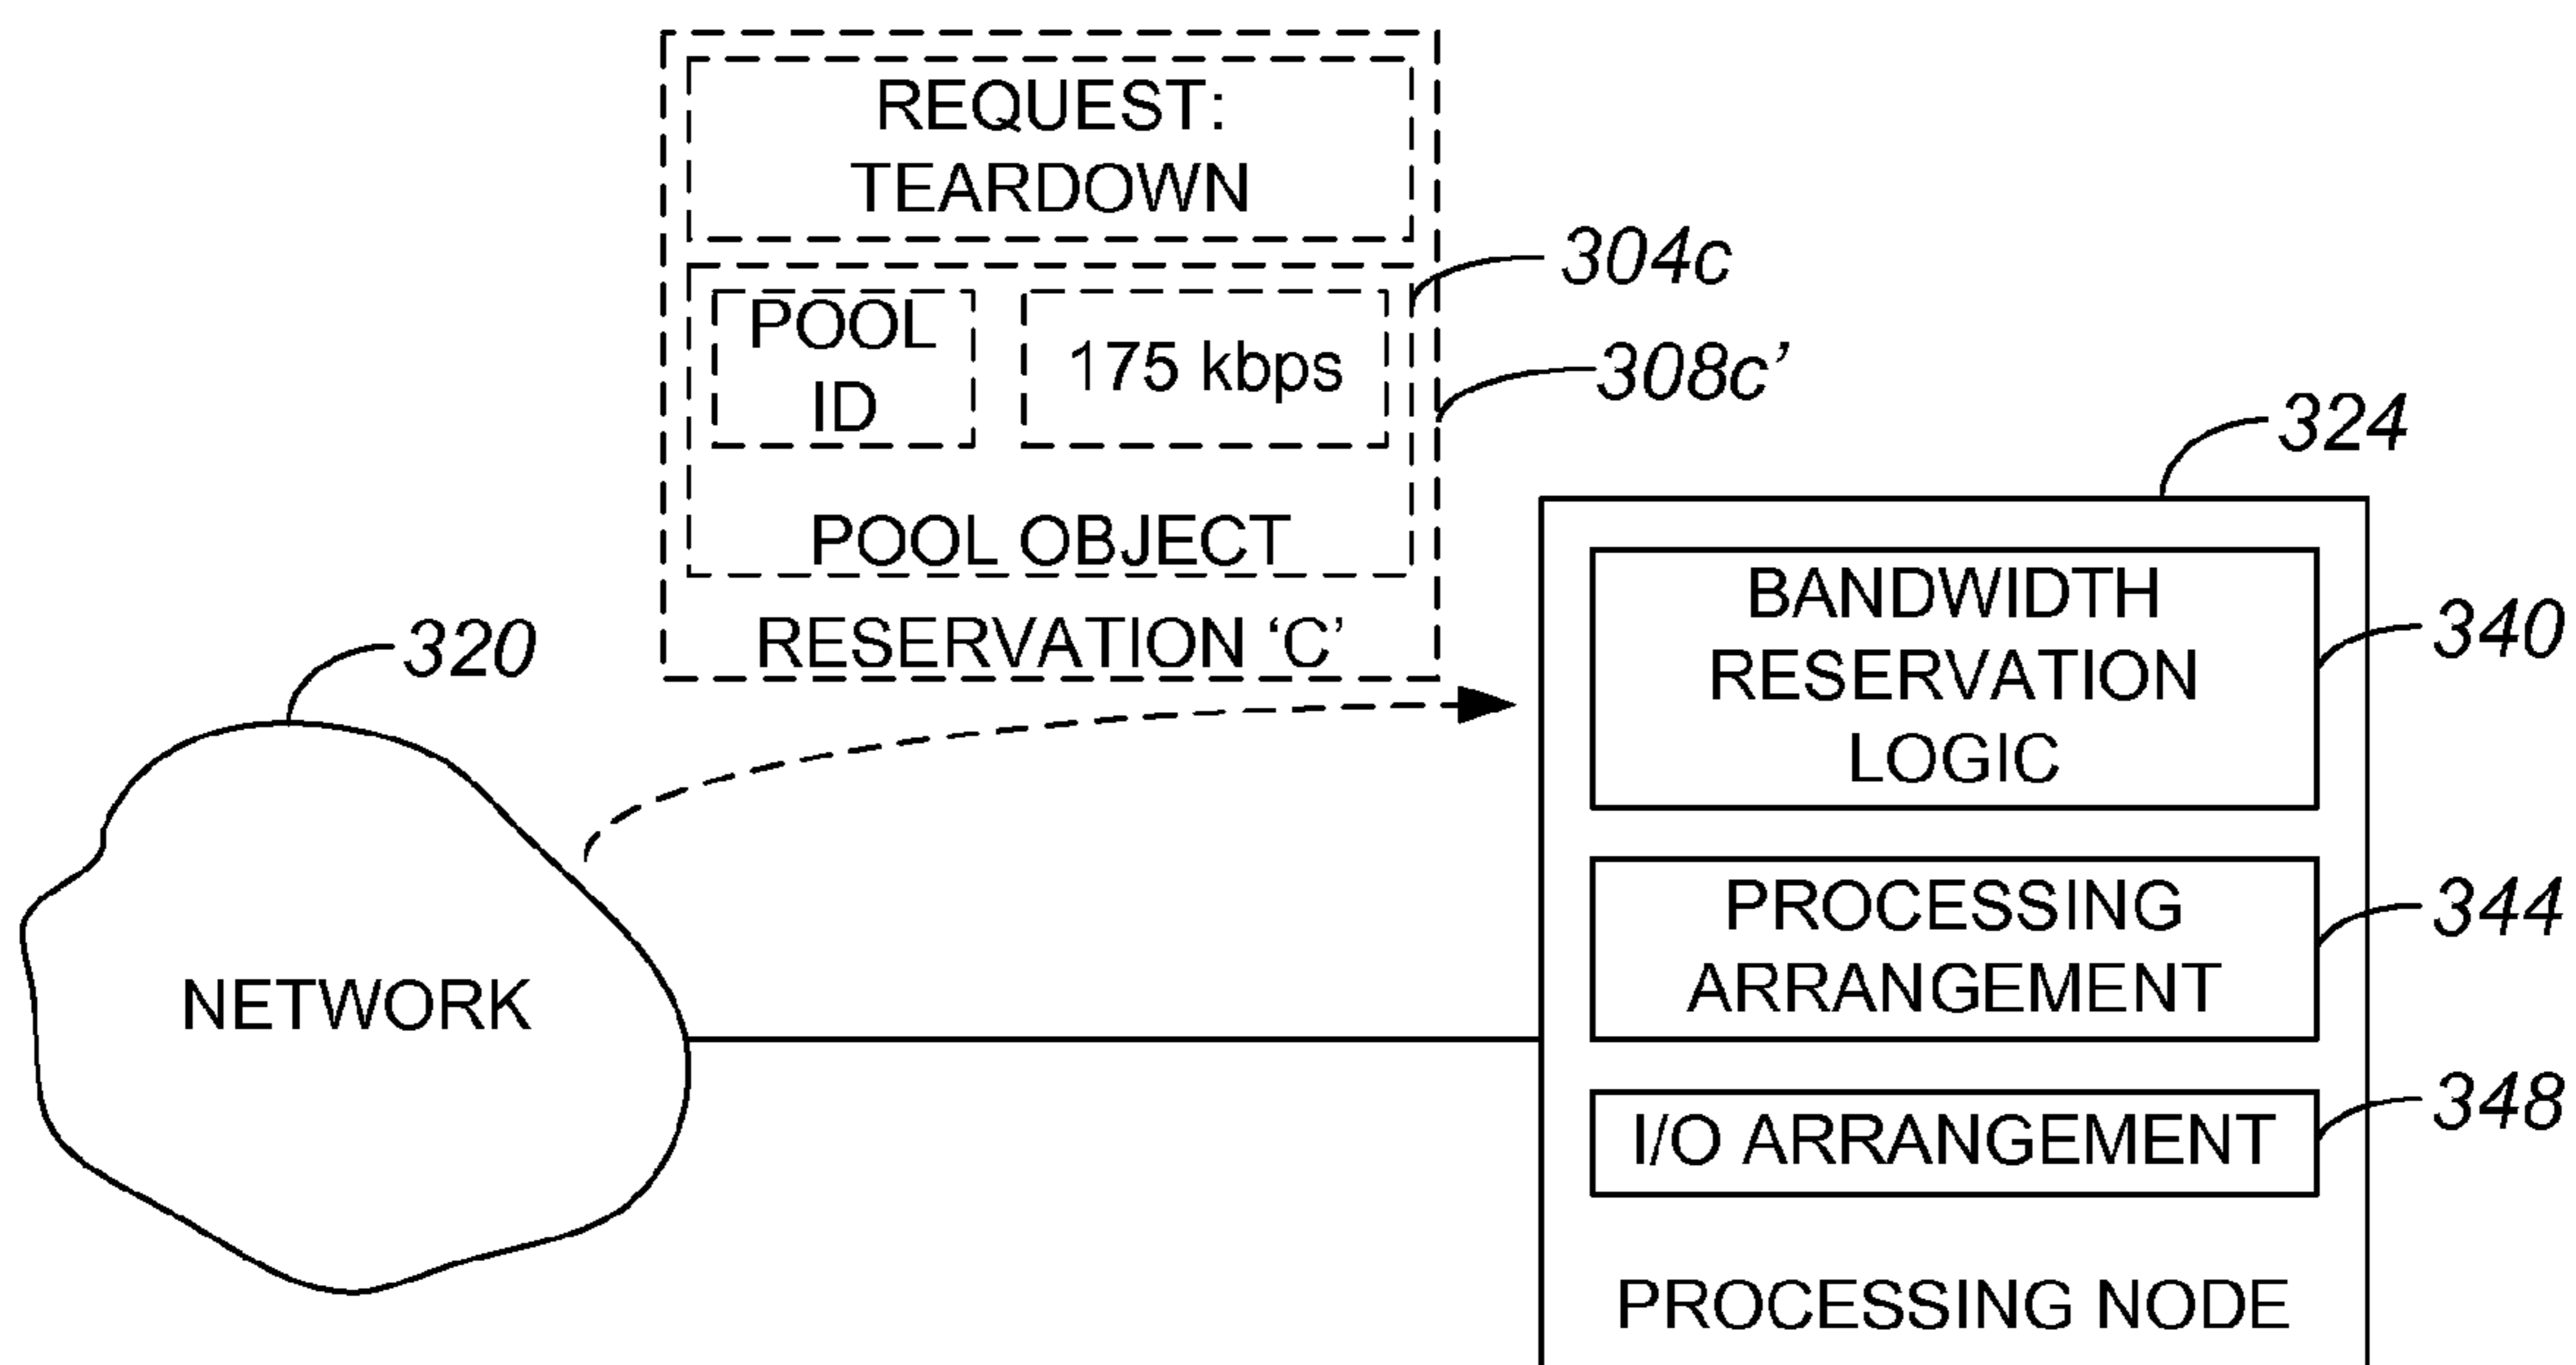 REQUEST:
TEARDOWN
304c
POOL
ID
175 kbps
308c’
POOL OBJECT
RESERVATION ‘C’
320
324
BANDWIDTH
RESERVATION
LOGIC
340
PROCESSING
ARRANGEMENT
344
NETWORK
I/O ARRANGEMENT
348
PROCESSING NODE